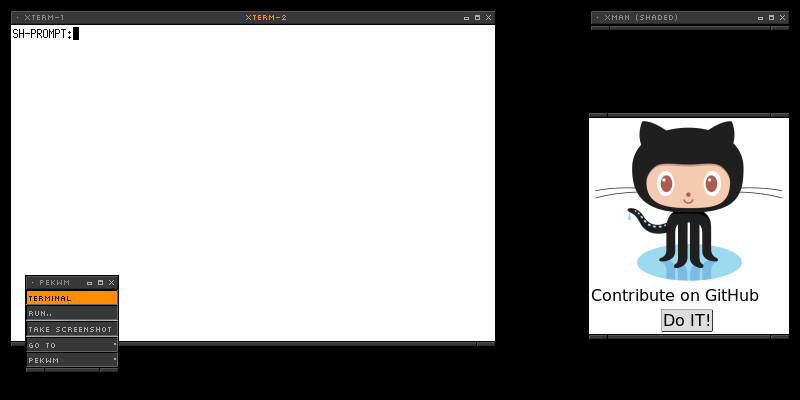 XTERM-1
XTERM-2
XMAN (SHADED)
SH-PROMPT:
Contribute on GitHub
Do IT!
PEKWM
TERMINAL
RUN..
TAKE SCREENSHOT
GO TO
PEKWM